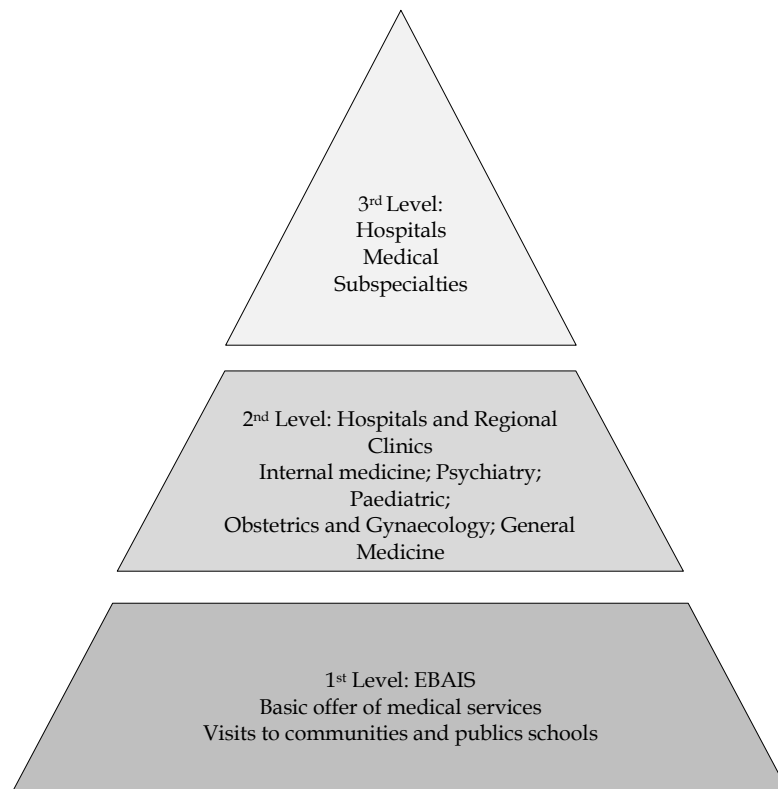 3rd Level:
Hospitals
Medical
Subspecialties
2nd Level: Hospitals and Regional
Clinics
Internal medicine; Psychiatry;
Paediatric;
Obstetrics and Gynaecology; General
Medicine
1st Level: EBAIS
Basic offer of medical services
Visits to communities and publics schools